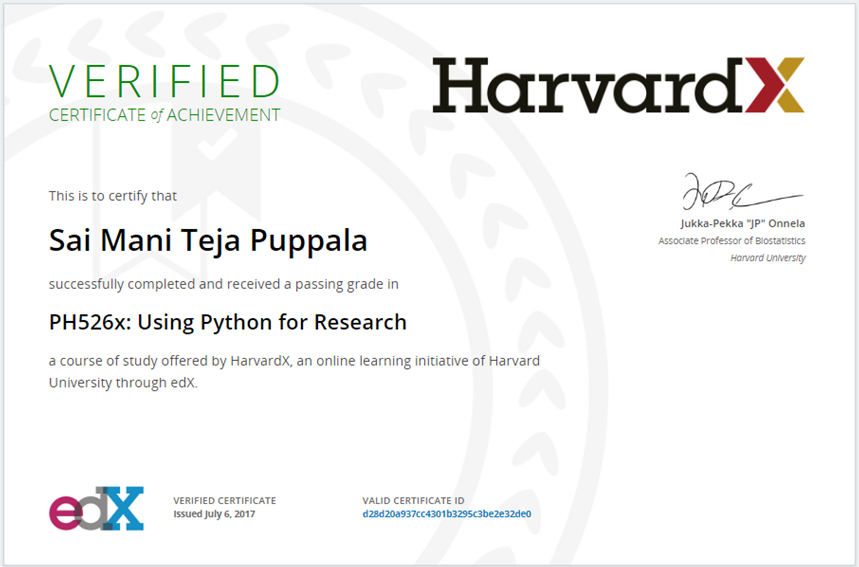 VERIFIED
CERTIFICATE of ACHIEVEMENT
HarvardX
This is to certify that
Sai Mani Teja Puppala
successfully completed and received a passing grade in
PH526x: Using Python for Research
a course of study offered by HarvardX, an online learning initiative of Harvard
University through edX.
Jukka-Pekka "JP" Onnela
Associate Professor of Biostatistics
Harvard University
edX
VERIFIED CERTIFICATE
Issued July 6, 2017
VALID CERTIFICATE ID
d28d20a937cc4301b3295c3be2e32de0